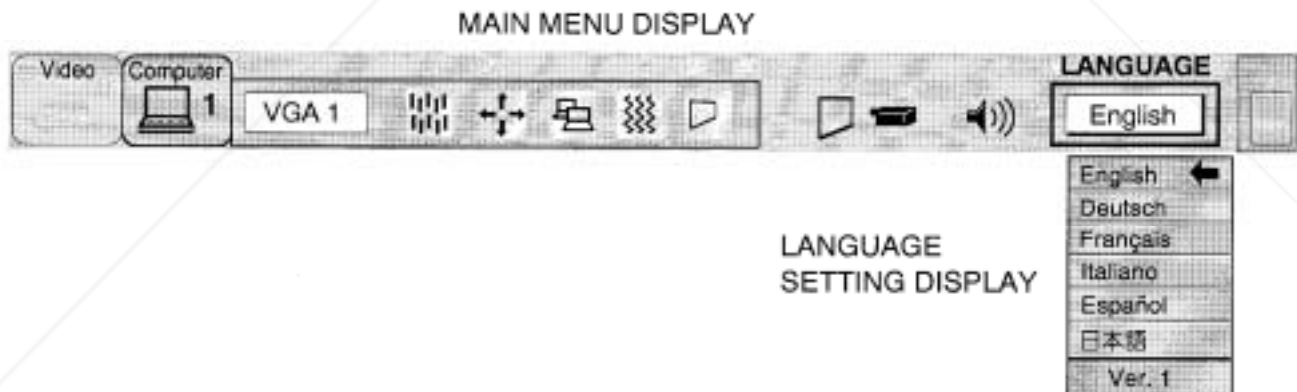 MAIN MENU DISPLAY
Video
Computer
1
VGA 1
LANGUAGE
English
English
Deutsch
Français
Italiano
Español
日本語
Ver. 1
LANGUAGE
SETTING DISPLAY